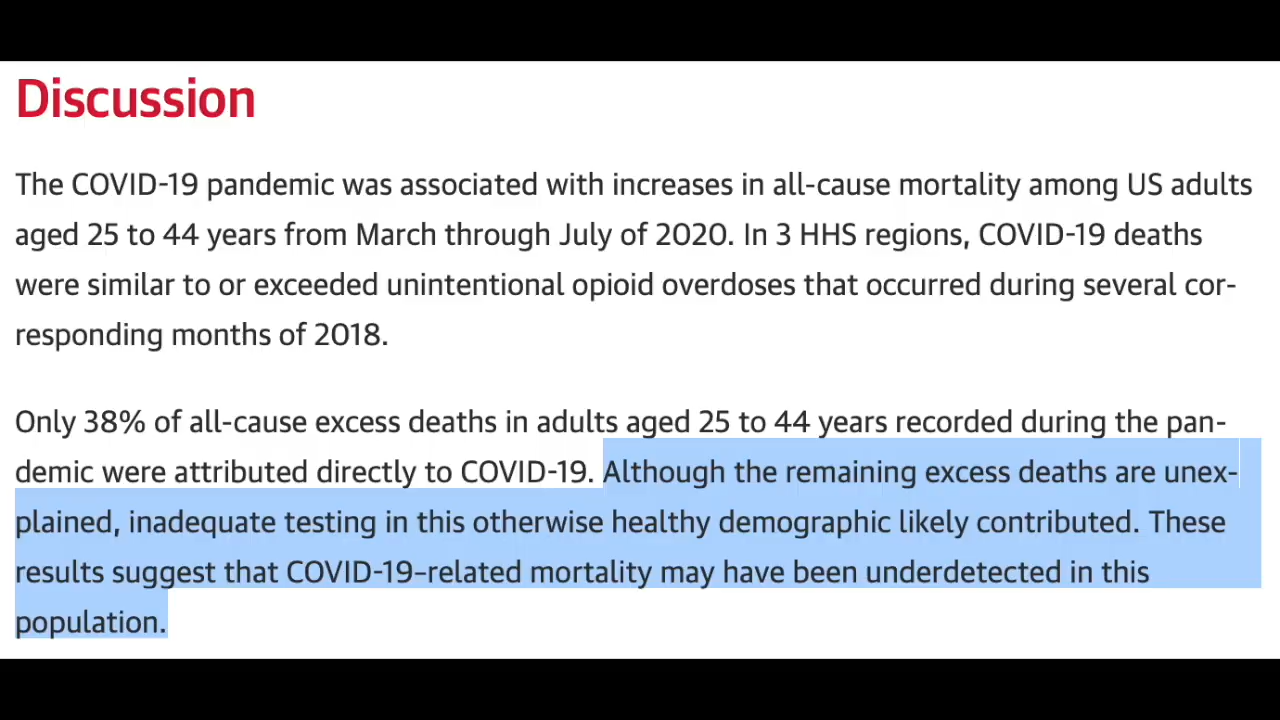 Discussion
The COVID-19 pandemic was associated with increases in all-cause mortality among US adults
aged 25 to 44 years from March through July of 2020. In 3 HHS regions, COVID-19 deaths
were similar to or exceeded unintentional opioid overdoses that occurred during several cor-
responding months of 2018.
Only 38% of all-cause excess deaths in adults aged 25 to 44 years recorded during the pan-
demic were attributed directly to COVID-19. Although the remaining excess deaths are unex-
plained, inadequate testing in this otherwise healthy demographic likely contributed. These
results suggest that COVID-19–related mortality may have been underdetected in this
population.